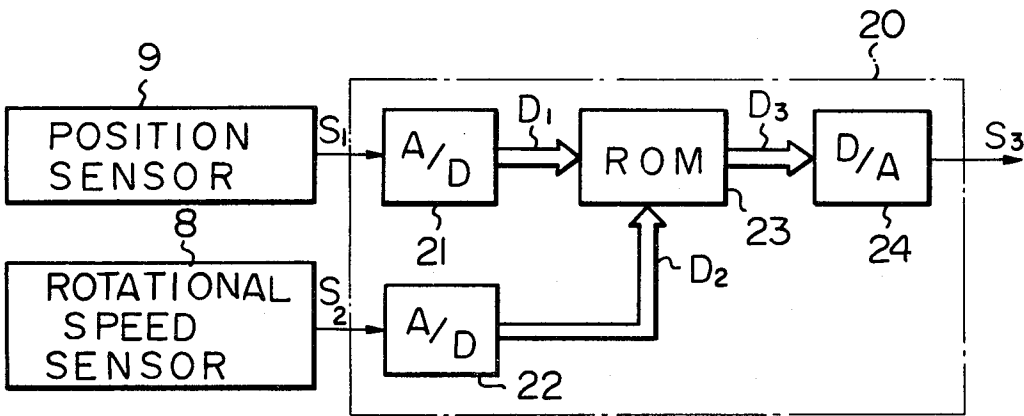 20
9
POSITION
SENSOR
S1
A/D
D1
ROM
D3
D/A
S3
21
23
24
8
ROTATIONAL
SPEED
SENSOR
S2
A/D
D2
22